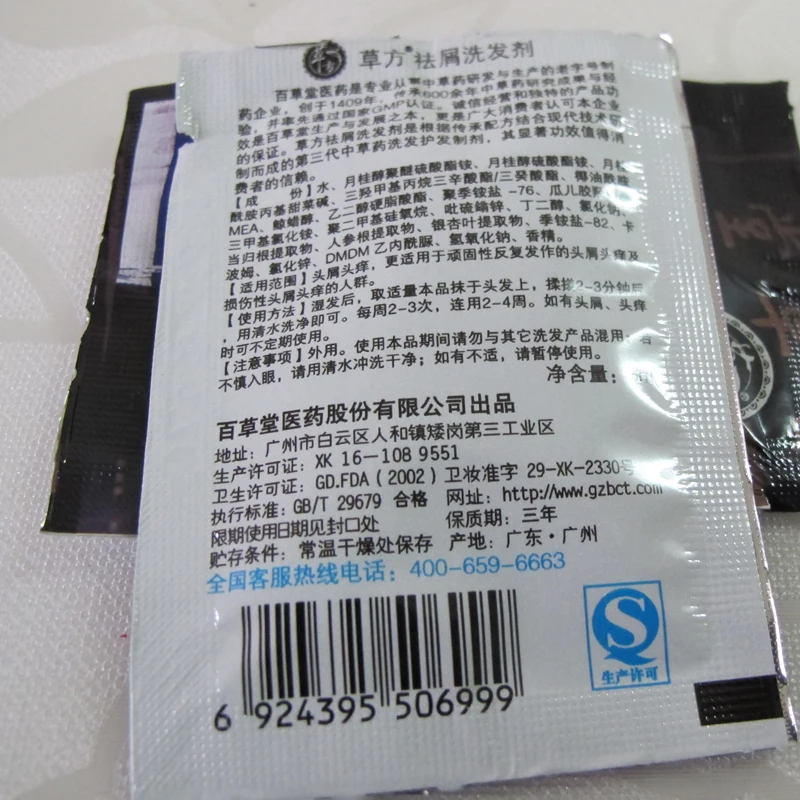 草方®祛屑洗发剂
百草堂医药是专业从事中草药研发与生产的老字号制
药企业，创于1409年，传承600余年中草药研究成果与经
验，并率先通过国家GMP认证。诚信经营和独特的产品功
效是百草堂生产与发展之本，更是广大消费者认可本企业
的保证。草方祛屑洗发剂是根据传承配方结合现代技术研
制而成的第三代中草药洗发护发制剂，其显著功效值得消
费者的信赖。
【成 份】水、月桂醇聚醚硫酸酯铵、月桂醇硫酸酯铵、月桂
酰胺丙基甜菜碱、三羟甲基丙烷三辛酸酯/三癸酸酯、椰油酰胺
MEA、鲸蜡醇、乙二醇硬脂酸酯、聚季铵盐-76、瓜儿胶
三甲基氯化铵、聚二甲基硅氧烷、吡硫鎓锌、丁二醇、氯化钠、
当归根提取物、人参根提取物、银杏叶提取物、季铵盐-82、卡
波姆、氯化锌、DMDM乙内酰脲、氢氧化钠、香精。
【适用范围】头屑头痒，更适用于顽固性反复发作的头屑头痒及
损伤性头屑头痒的人群。
【使用方法】湿发后，取适量本品抹于头发上，揉搓2-3分钟后
，用清水洗净即可。每周2-3次，连用2-4周。如有头屑、头痒
时可不定期使用。
【注意事项】外用。使用本品期间请勿与其它洗发产品混用，若
不慎入眼，请用清水冲洗干净；如有不适，请暂停使用。
净含量：
百草堂医药股份有限公司出品
地址：广州市白云区人和镇矮岗第三工业区
生产许可证：XK 16-108 9551
卫生许可证：GD.FDA(2002)卫妆准字 29-XK-2330号
执行标准：GB/T 29679 合格 网址：http://www.gzbct.com
限期使用日期见封口处 保质期：三年
贮存条件：常温干燥处保存 产地：广东·广州
全国客服热线电话：400-659-6663
6 924395 506999
生产许可